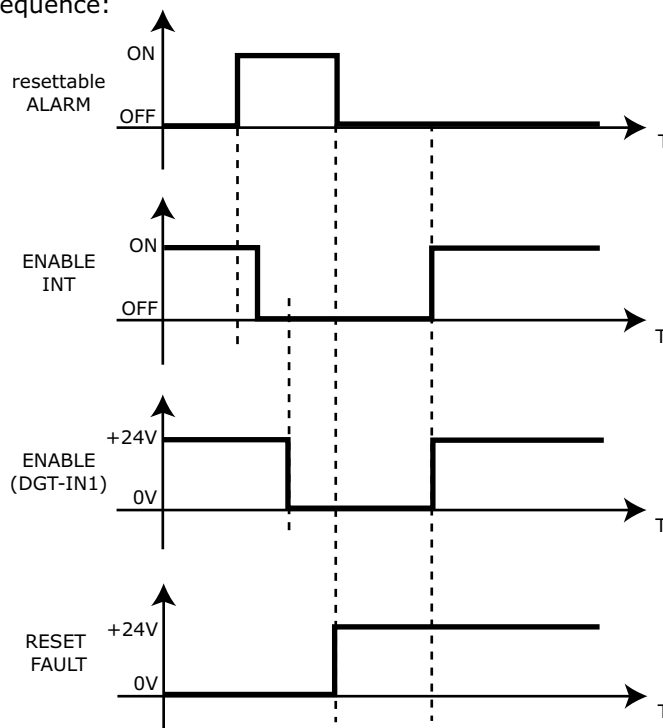 equence:
ON
resettable
ALARM
OFF
T
ON
ENABLE
INT
OFF
T
+24V
ENABLE
(DGT-IN1)
0V
T
+24V
RESET
FAULT
0V
T